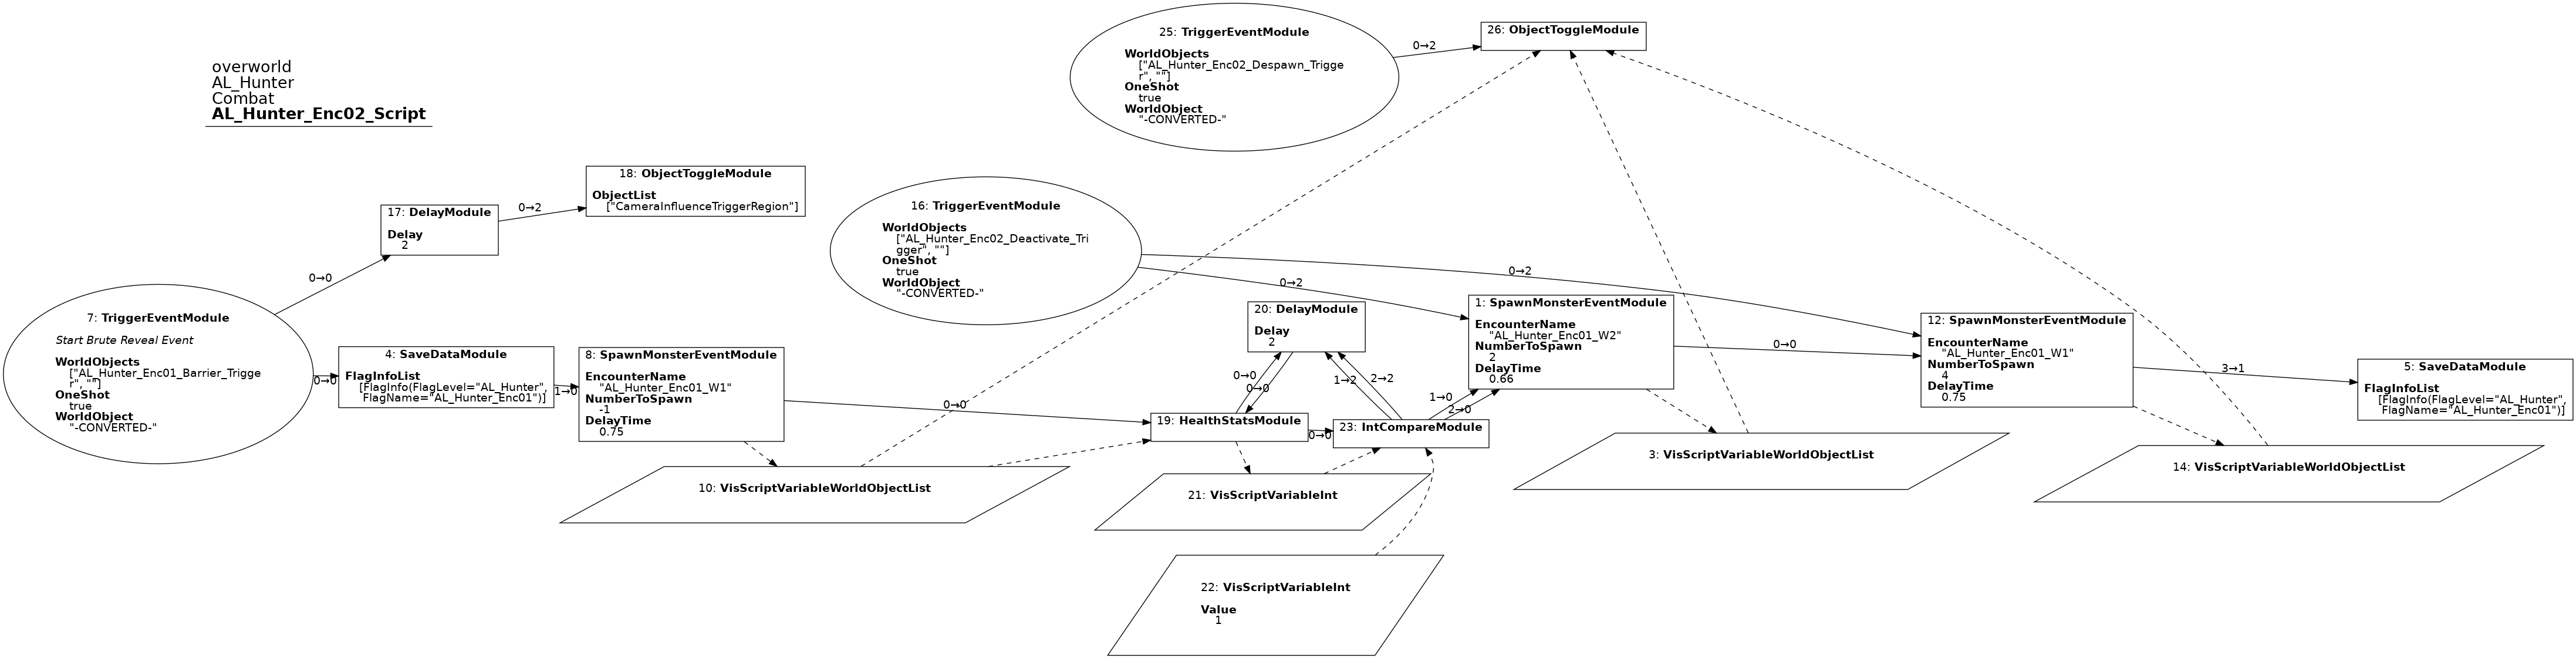 overworld
AL_Hunter
Combat
AL_Hunter_Enc02_Script
25: TriggerEventModule
WorldObjects
["AL_Hunter_Enc02_Despawn_Trigge
r", ""]
OneShot
true
WorldObject
"-CONVERTED-"
0→2
26: ObjectToggleModule
18: ObjectToggleModule
ObjectList
["CameraInfluenceTriggerRegion"]
17: DelayModule
Delay
2
0→2
0→0
16: TriggerEventModule
WorldObjects
["AL_Hunter_Enc02_Deactivate_Tri
gger", ""]
OneShot
true
WorldObject
"-CONVERTED-"
0→2
0→2
7: TriggerEventModule
Start Brute Reveal Event
WorldObjects
["AL_Hunter_Enc01_Barrier_Trigge
r", ""]
OneShot
true
WorldObject
"-CONVERTED-"
0→0
4: SaveDataModule
FlagInfoList
[FlagInfo(FlagLevel="AL_Hunter",
FlagName="AL_Hunter_Enc01")]
1→0
8: SpawnMonsterEventModule
EncounterName
"AL_Hunter_Enc01_W1"
NumberToSpawn
-1
DelayTime
0.75
0→0
20: DelayModule
Delay
2
0→0
0→0
1→2
2→2
19: HealthStatsModule
0→0
23: IntCompareModule
1→0
2→0
1: SpawnMonsterEventModule
EncounterName
"AL_Hunter_Enc01_W2"
NumberToSpawn
2
DelayTime
0.66
0→0
12: SpawnMonsterEventModule
EncounterName
"AL_Hunter_Enc01_W1"
NumberToSpawn
4
DelayTime
0.75
3→1
5: SaveDataModule
FlagInfoList
[FlagInfo(FlagLevel="AL_Hunter",
FlagName="AL_Hunter_Enc01")]
10: VisScriptVariableWorldObjectList
21: VisScriptVariableInt
3: VisScriptVariableWorldObjectList
14: VisScriptVariableWorldObjectList
22: VisScriptVariableInt
Value
1